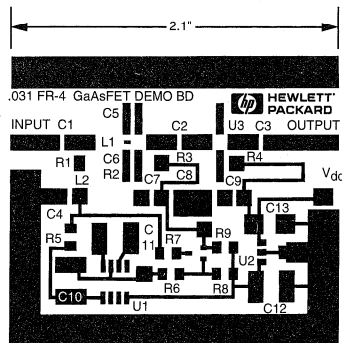 2.1"
.031 FR-4 GaAsFET DEMO BD
hp HEWLETT PACKARD
C5
INPUT C1 C2 U3 C3 OUTPUT
L1
R1 C6 R3 R4
R2 C8 Vdc
L2 C7 C9
C4 C13
R5 C 11 R7 R9
U2
C10 U1 R6 R8 C12